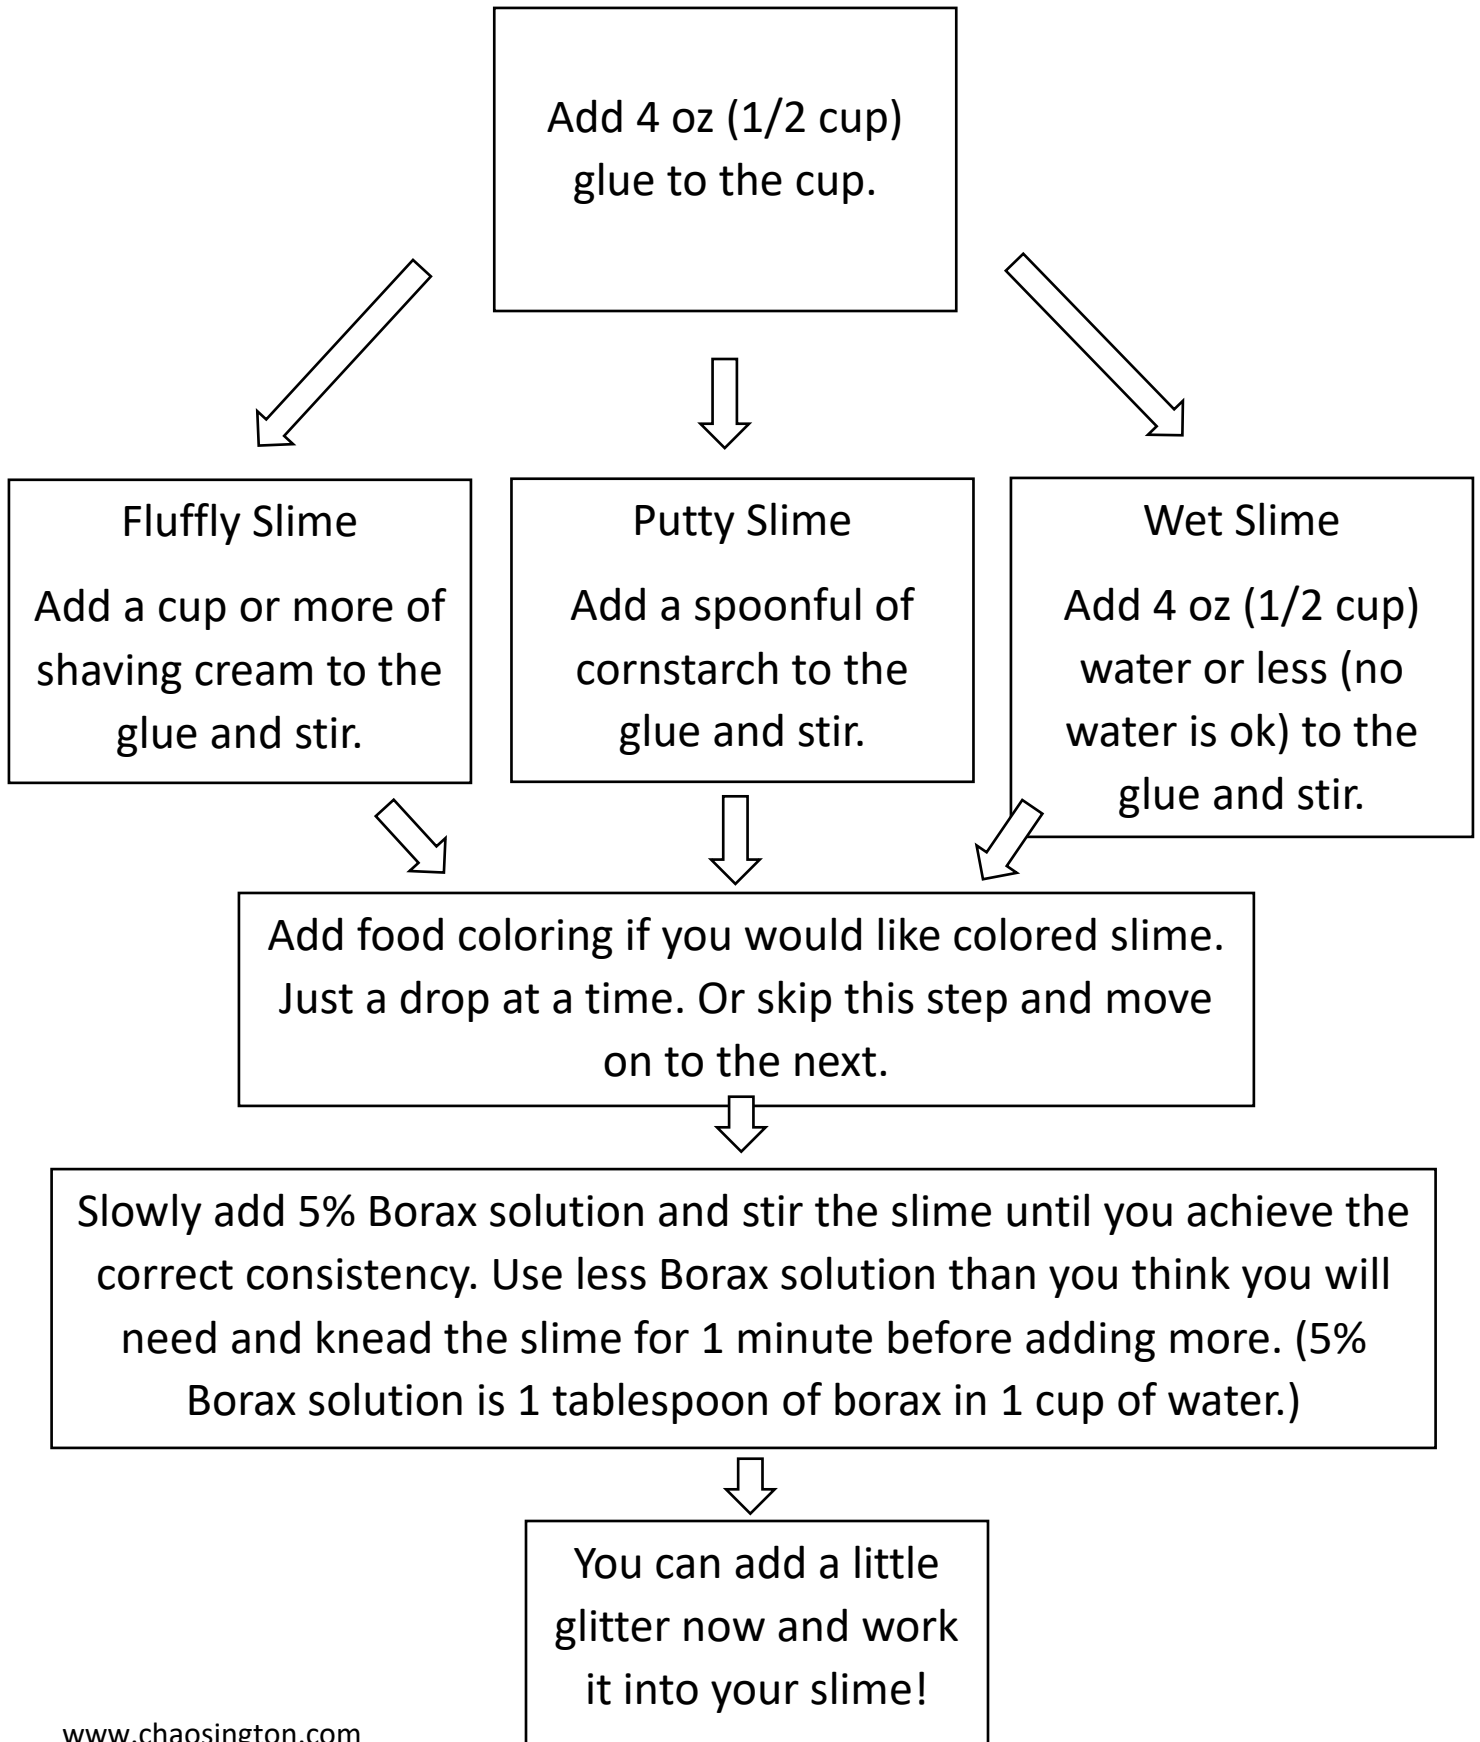 Add 4 oz (1/2 cup)
glue to the cup.
Fluffly Slime
Add a cup or more of
shaving cream to the
glue and stir.
Putty Slime
Add a spoonful of
cornstarch to the
glue and stir.
Wet Slime
Add 4 oz (1/2 cup)
water or less (no
water is ok) to the
glue and stir.
Add food coloring if you would like colored slime.
Just a drop at a time. Or skip this step and move
on to the next.
Slowly add 5% Borax solution and stir the slime until you achieve the
correct consistency. Use less Borax solution than you think you will
need and knead the slime for 1 minute before adding more. (5%
Borax solution is 1 tablespoon of borax in 1 cup of water.)
You can add a little
glitter now and work
it into your slime!
www.chaosington.com